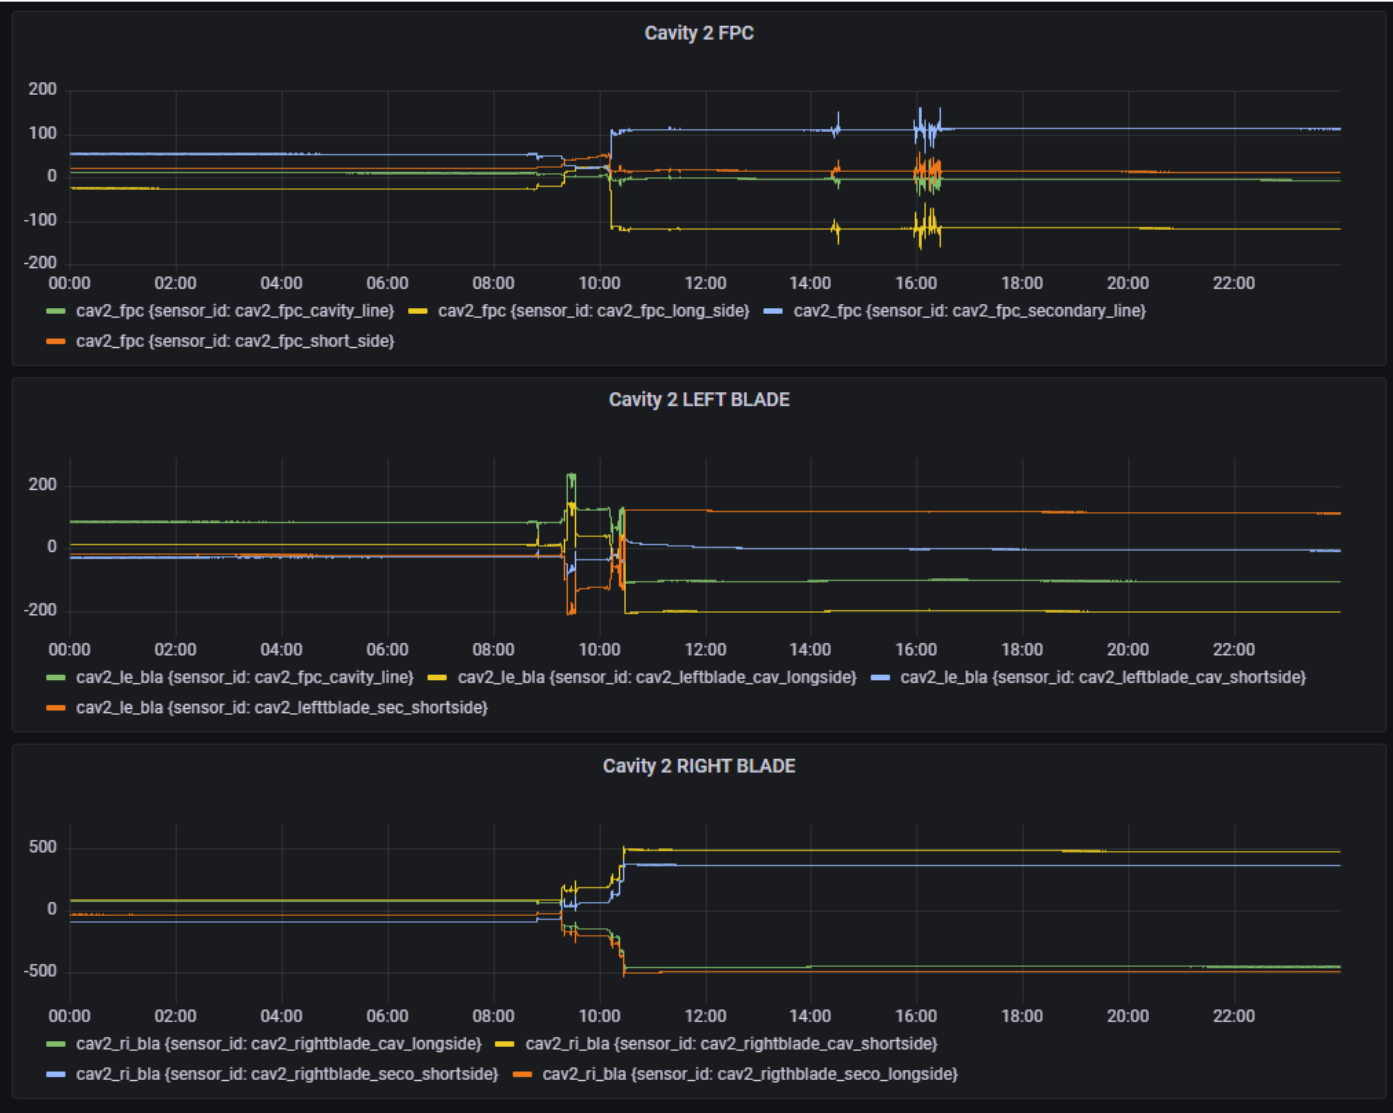 Cavity 2 FPC
200
100
0
-100
-200
00:00 02:00 04:00 06:00 08:00 10:00 12:00 14:00 16:00 18:00 20:00 22:00
cav2_fpc {sensor_id: cav2_fpc_cavity_line} cav2_fpc {sensor_id: cav2_fpc_long_side} cav2_fpc {sensor_id: cav2_fpc_secondary_line}
cav2_fpc {sensor_id: cav2_fpc_short_side}
Cavity 2 LEFT BLADE
200
0
-200
00:00 02:00 04:00 06:00 08:00 10:00 12:00 14:00 16:00 18:00 20:00 22:00
cav2_le_bla {sensor_id: cav2_fpc_cavity_line} cav2_le_bla {sensor_id: cav2_leftblade_cav_longside} cav2_le_bla {sensor_id: cav2_leftblade_cav_shortside}
cav2_le_bla {sensor_id: cav2_lefttblade_sec_shortside}
Cavity 2 RIGHT BLADE
500
0
-500
00:00 02:00 04:00 06:00 08:00 10:00 12:00 14:00 16:00 18:00 20:00 22:00
cav2_ri_bla {sensor_id: cav2_rightblade_cav_longside} cav2_ri_bla {sensor_id: cav2_rightblade_cav_shortside}
cav2_ri_bla {sensor_id: cav2_rightblade_seco_shortside} cav2_ri_bla {sensor_id: cav2_rigthblade_seco_longside}